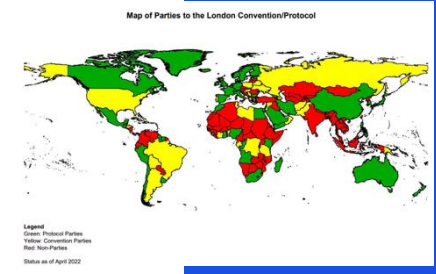 Map of Parties to the London Convention/Protocol
Legend
Green: Protocol Parties
Yellow: Convention Parties
Red: Non-Parties
Status as of April 2022